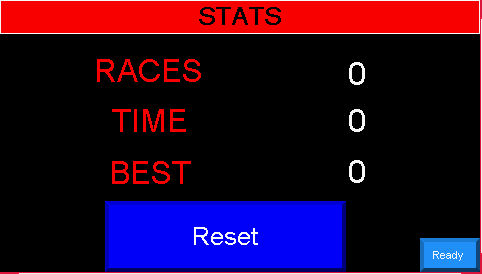 STATS
RACES 0
TIME 0
BEST 0
Reset
Ready